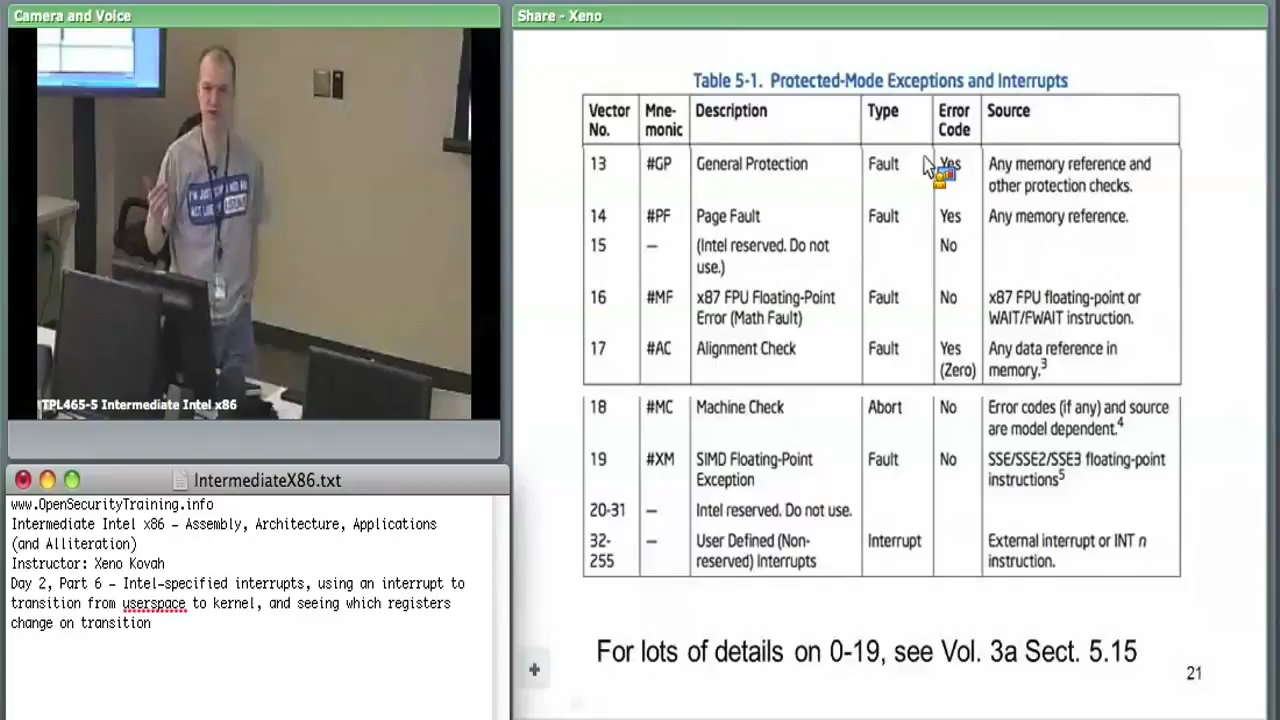 Camera and Voice
TPL465-5 Intermediate Intel x86
IntermediateX86.txt
www.OpenSecurityTraining.info
Intermediate Intel x86 – Assembly, Architecture, Applications
(and Alliteration)
Instructor: Xeno Kovah
Day 2, Part 6 – Intel-specified interrupts, using an interrupt to
transition from userspace to kernel, and seeing which registers
change on transition
Share - Xeno
Table 5-1. Protected-Mode Exceptions and Interrupts
Vector No. Mne-monic Description Type Error Code Source
13 #GP General Protection Fault Yes Any memory reference and
other protection checks.
14 #PF Page Fault Fault Yes Any memory reference.
15 — (Intel reserved. Do not No
use.)
16 #MF x87 FPU Floating-Point Fault No x87 FPU floating-point or
Error (Math Fault) WAIT/FWAIT instruction.
17 #AC Alignment Check Fault Yes Any data reference in
(Zero) memory.3
18 #MC Machine Check Abort No Error codes (if any) and source
are model dependent.4
19 #XM SIMD Floating-Point Fault No SSE/SSE2/SSE3 floating-point
Exception instructions5
20-31 — Intel reserved. Do not use.
32- — User Defined (Non- Interrupt External interrupt or INT n
255 reserved) Interrupts instruction.
For lots of details on 0-19, see Vol. 3a Sect. 5.15
21